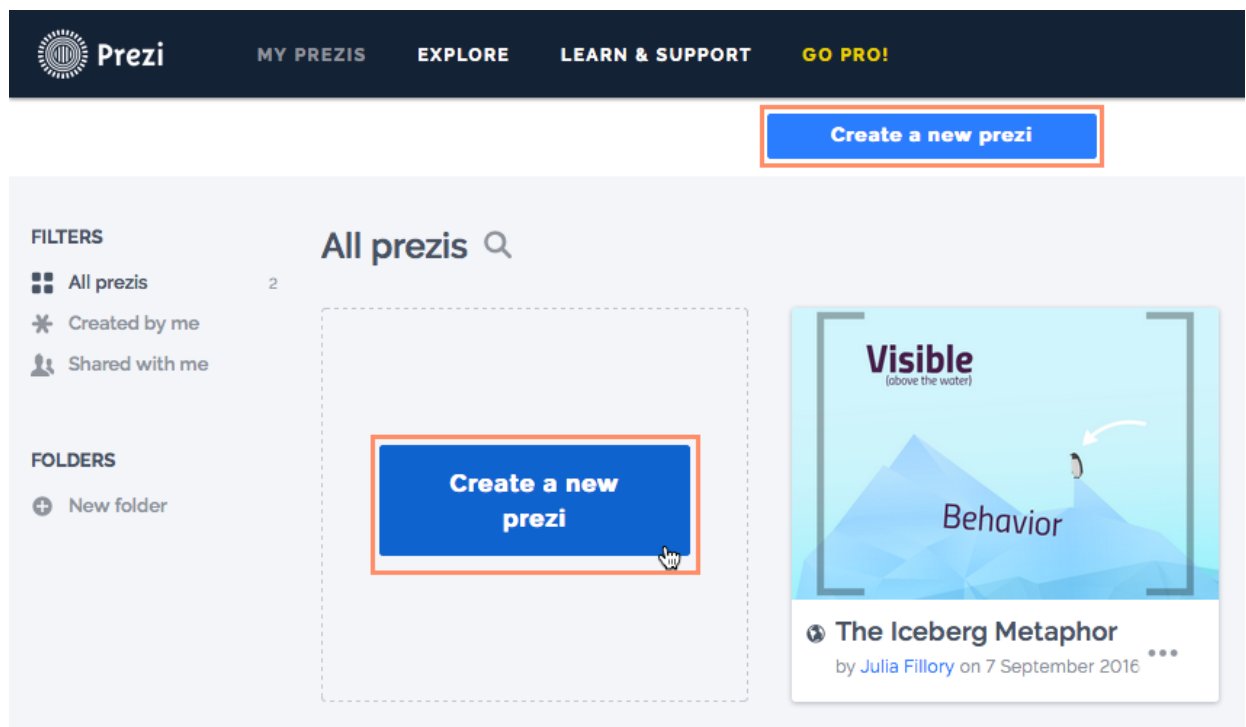 Prezi MY PREZIS EXPLORE LEARN & SUPPORT GO PRO!
Create a new prezi
FILTERS
All prezis 2
Created by me
Shared with me
FOLDERS
New folder
All prezis
Create a new
prezi
Visible
(above the water)
Behavior
The Iceberg Metaphor
by Julia Fillory on 7 September 2016